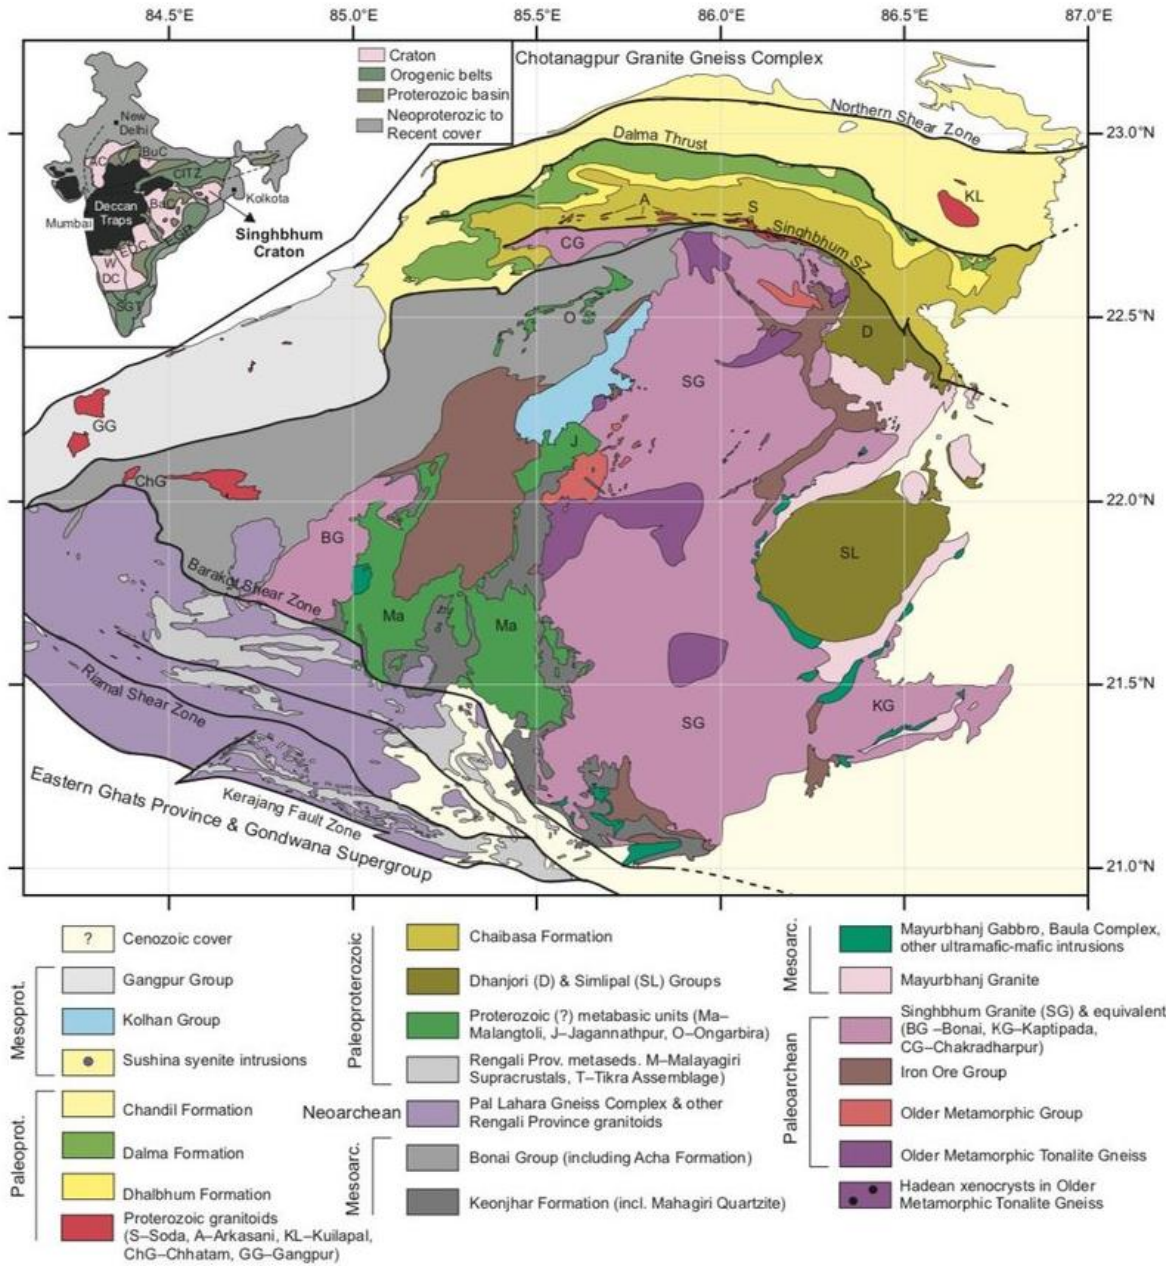 84.5°E
85.0°E
85.5°E
86.0°E
86.5°E
87.0°E
Craton
Orogenic belts
Proterozoic basin
Neoproterozoic to
Recent cover
New
Delhi
AC
BuC
CITZ
BaC
Kolkota
Deccan
Traps
Mumbai
EDC
W
DC
SGT
Singhbhum
Craton
Chotanagpur Granite Gneiss Complex
Northern Shear Zone
23.0°N
Dalma Thrust
KL
A
S
Singhbhum SZ
CG
O
22.5°N
D
SG
GG
J
ChG
22.0°N
BG
SL
Barakot Shear Zone
Ma
Ma
21.5°N
Riamal Shear Zone
SG
KG
Kerajang Fault Zone
Eastern Ghats Province & Gondwana Supergroup
21.0°N
? Cenozoic cover
Mesoprot.
Gangpur Group
Kolhan Group
Sushina syenite intrusions
Paleoprot.
Chandil Formation
Dalma Formation
Dhalbhum Formation
Proterozoic granitoids
(S–Soda, A–Arkasani, KL–Kuilapal,
ChG–Chhatam, GG–Gangpur)
Paleoproterozoic
Chaibasa Formation
Dhanjori (D) & Simlipal (SL) Groups
Proterozoic (?) metabasic units (Ma–
Malangtoli, J–Jagannathpur, O–Ongarbira)
Rengali Prov. metaseds. M–Malayagiri
Supracrustals, T–Tikra Assemblage)
Neoarchean
Pal Lahara Gneiss Complex & other
Rengali Province granitoids
Mesoarc.
Bonai Group (including Acha Formation)
Keonjhar Formation (incl. Mahagiri Quartzite)
Mesoarc.
Mayurbhanj Gabbro, Baula Complex,
other ultramafic-mafic intrusions
Mayurbhanj Granite
Paleoarchean
Singhbhum Granite (SG) & equivalent
(BG –Bonai, KG–Kaptipada,
CG–Chakradharpur)
Iron Ore Group
Older Metamorphic Group
Older Metamorphic Tonalite Gneiss
Hadean xenocrysts in Older
Metamorphic Tonalite Gneiss